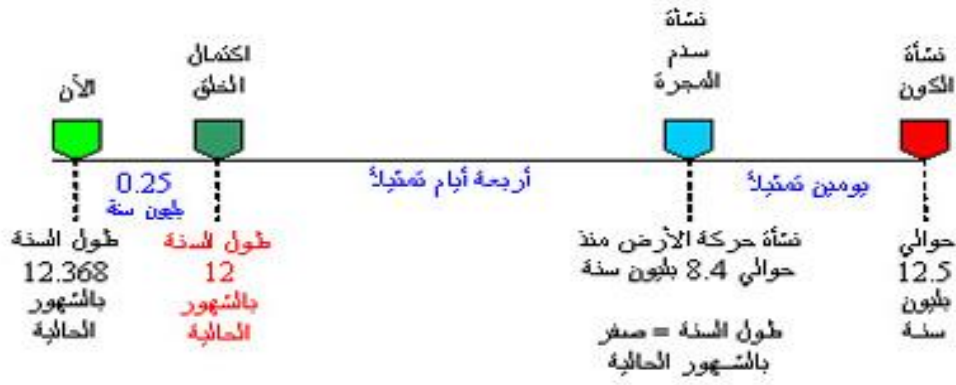 نشأة
الكون
نشأة
سدم
المجرة
اكتمال
الخلق
الآن
يومين تمثيلاً
أربعة أيام تمثيلاً
0.25
بليون سنة
حوالي
12.5
بليون
سنة
نشأة حركة الأرض منذ
حوالي 8.4 بليون سنة
طول السنة = صفر
بالشهور الحالية
طول السنة
12
بالشهور
الحالية
طول السنة
12.368
بالشهور
الحالية